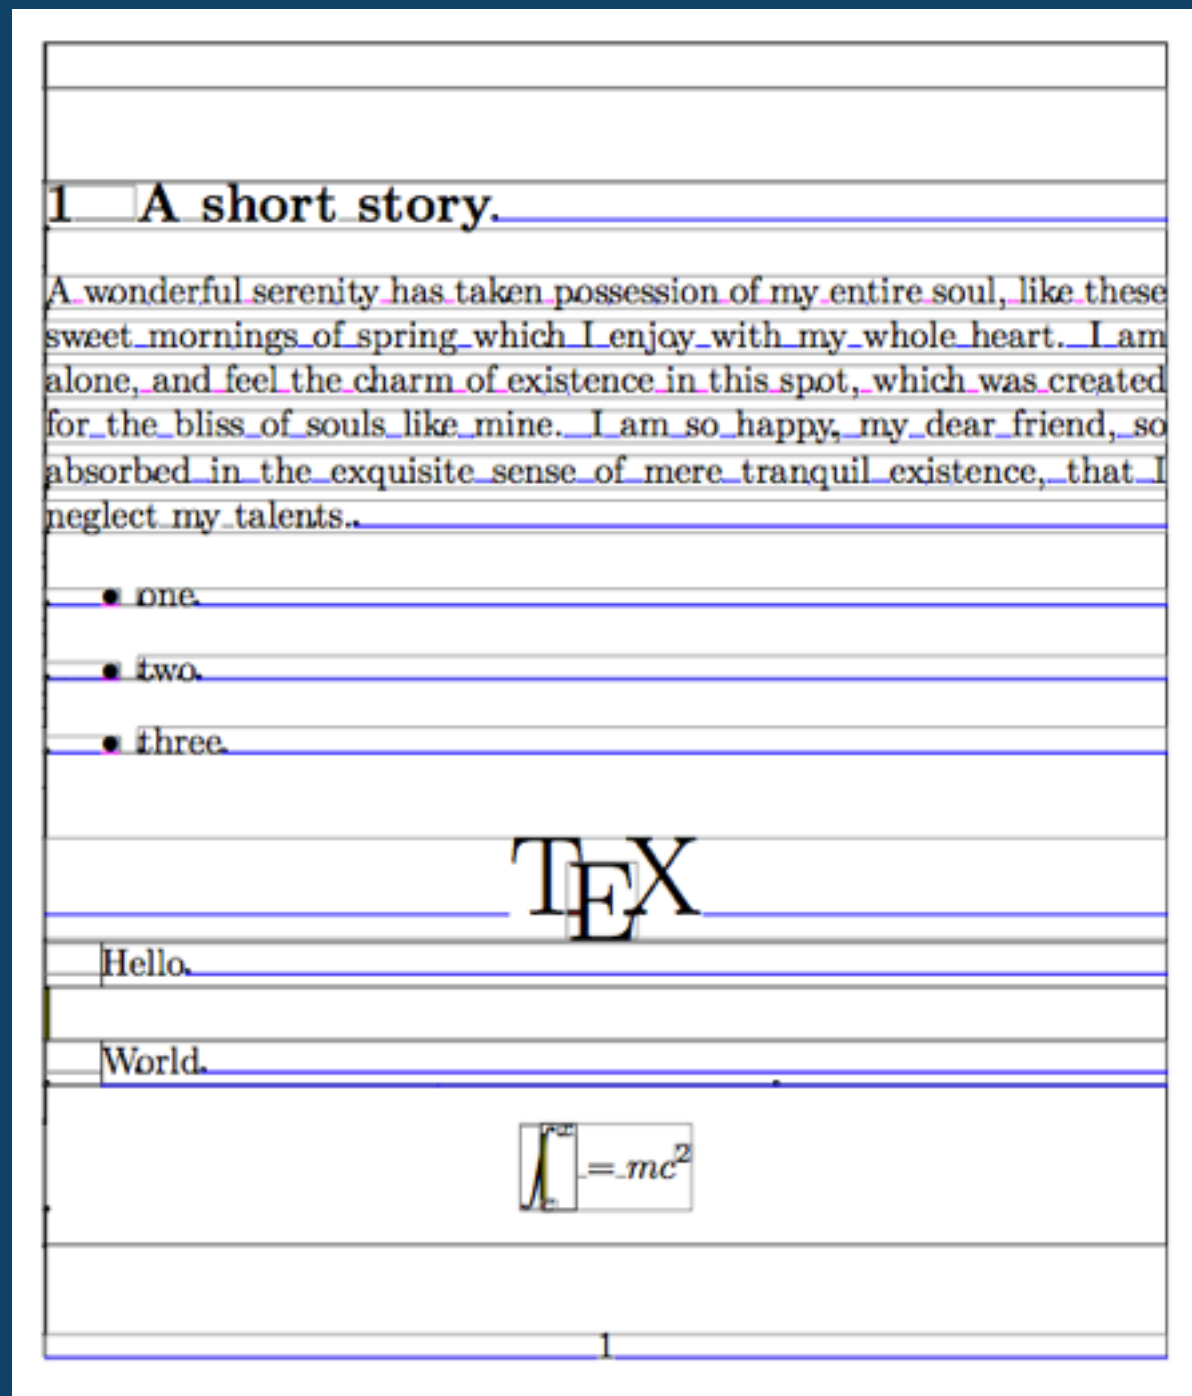 1 A short story.
A wonderful serenity has taken possession of my entire soul, like these
sweet mornings of spring which I enjoy with my whole heart. I am
alone, and feel the charm of existence in this spot, which was created
for the bliss of souls like mine. I am so happy, my dear friend, so
absorbed in the exquisite sense of mere tranquil existence, that I
neglect my talents.
• one
• two
• three
TEX
Hello
World
∫ = mc²
1